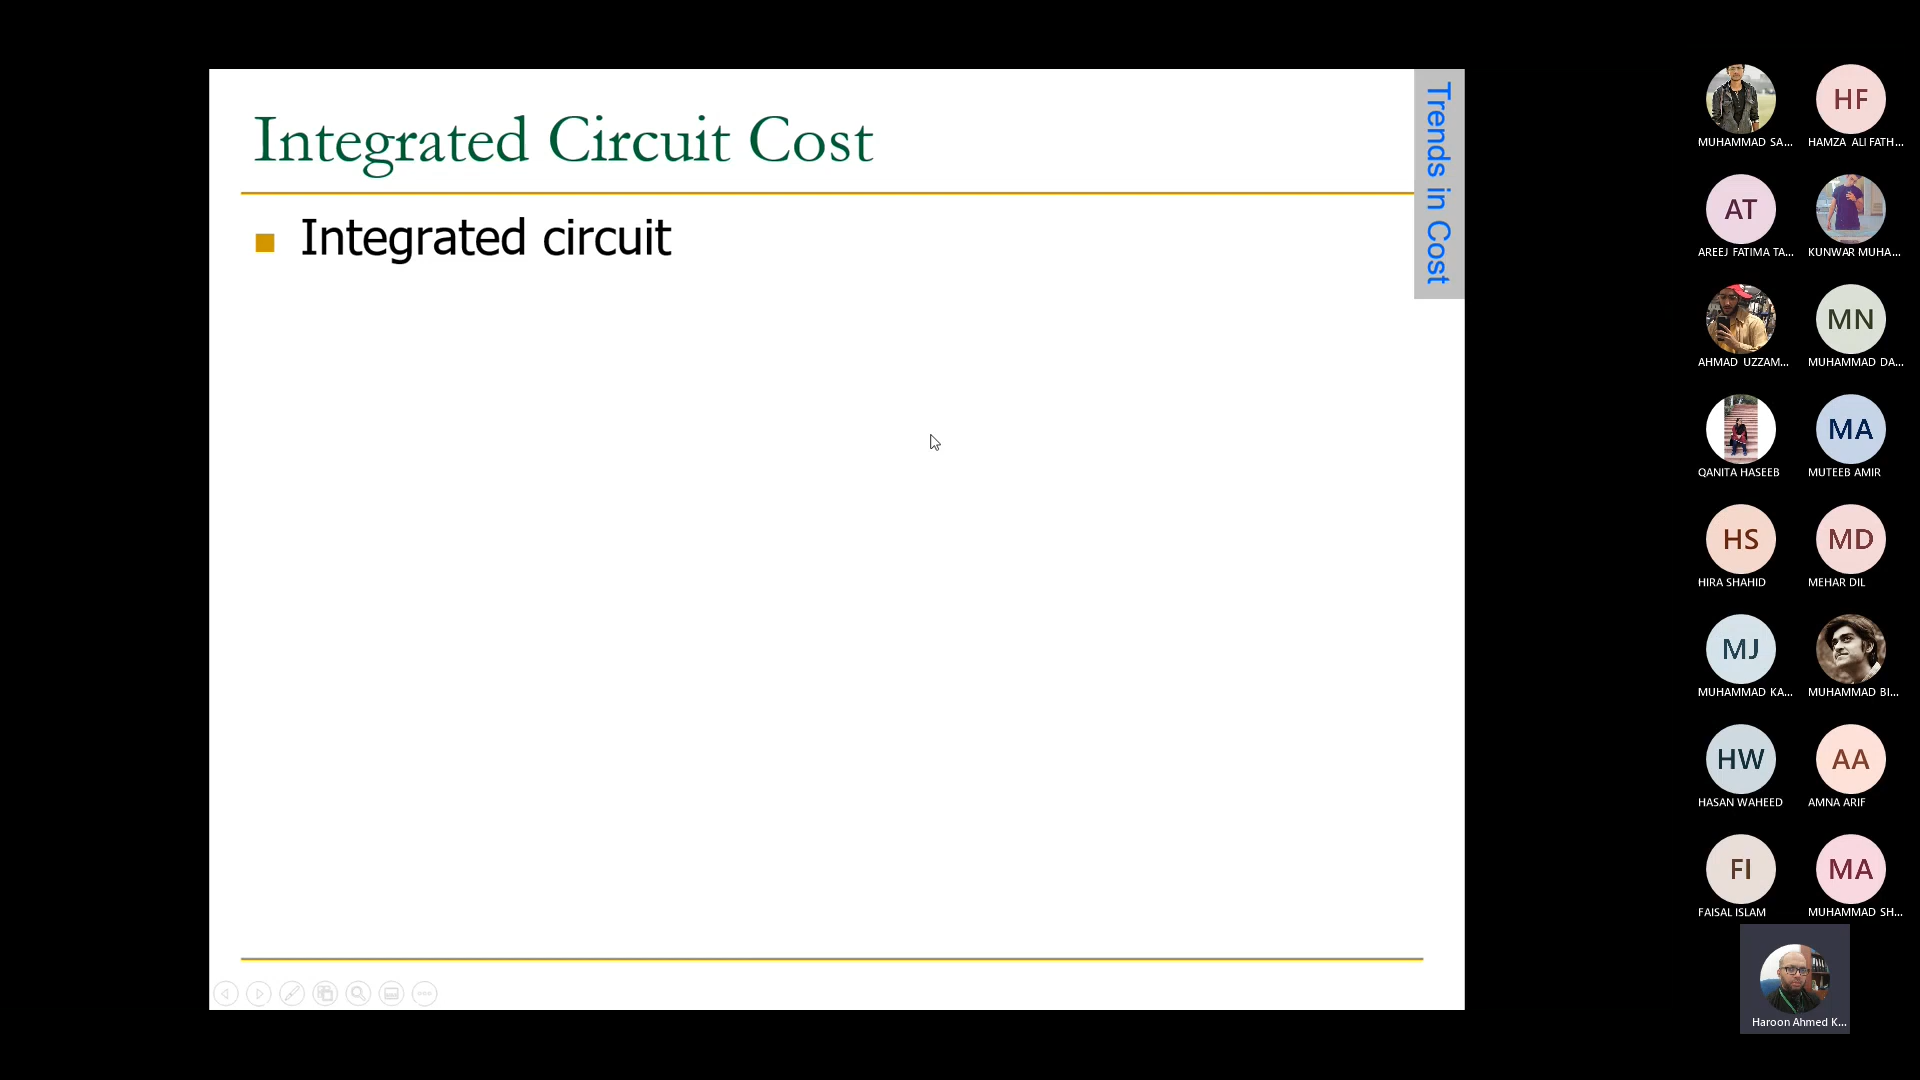 Integrated Circuit Cost
Trends in Cost
Integrated circuit
HF
MUHAMMAD SA...
HAMZA ALI FATH...
AT
AREEJ FATIMA TA...
KUNWAR MUHA...
MN
AHMAD UZZAM...
MUHAMMAD DA...
MA
QANITA HASEEB
MUTEEB AMIR
HS
MD
HIRA SHAHID
MEHAR DIL
MJ
MUHAMMAD KA...
MUHAMMAD BI...
HW
AA
HASAN WAHEED
AMNA ARIF
FI
MA
FAISAL ISLAM
MUHAMMAD SH...
Haroon Ahmed K...